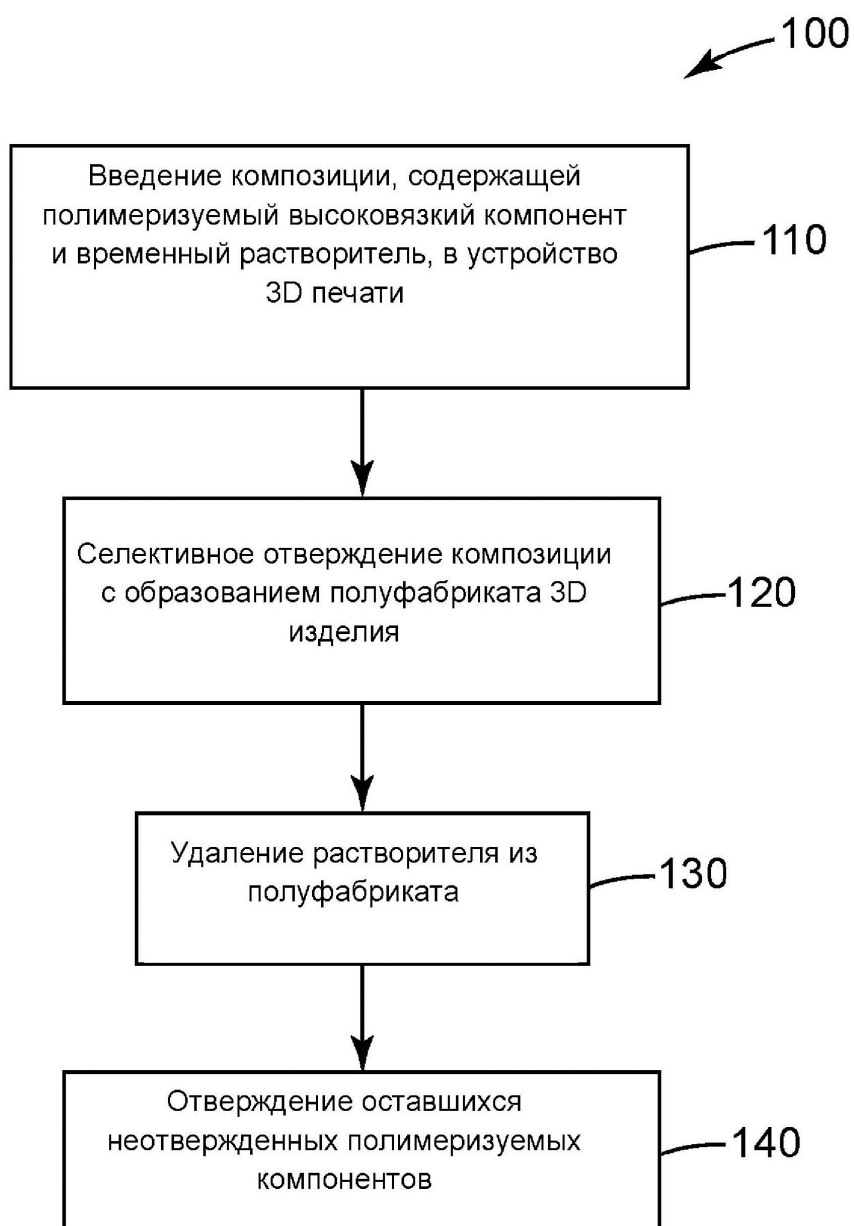 100
Введение композиции, содержащей
полимеризуемый высоковязкий компонент
и временный растворитель, в устройство
3D печати
110
Селективное отверждение композиции
с образованием полуфабриката 3D
изделия
120
Удаление растворителя из
полуфабриката
130
Отверждение оставшихся
неотвержденных полимеризуемых
компонентов
140